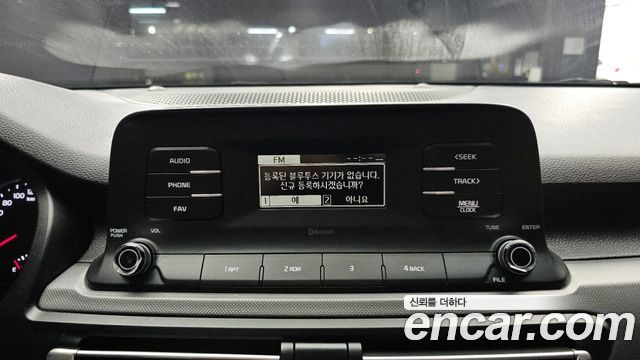 FM --:--
등록된 블루투스 기기가 없습니다.
신규 등록하시겠습니까?
1 예 2 아니요
AUDIO
PHONE
FAV
<SEEK
TRACK>
MENU
CLOCK
POWER
PUSH
VOL
Bluetooth
TUNE
ENTER
FILE
1 RPT
2 RDM
3
4 BACK
100
80
신뢰를 더하다
encar.com